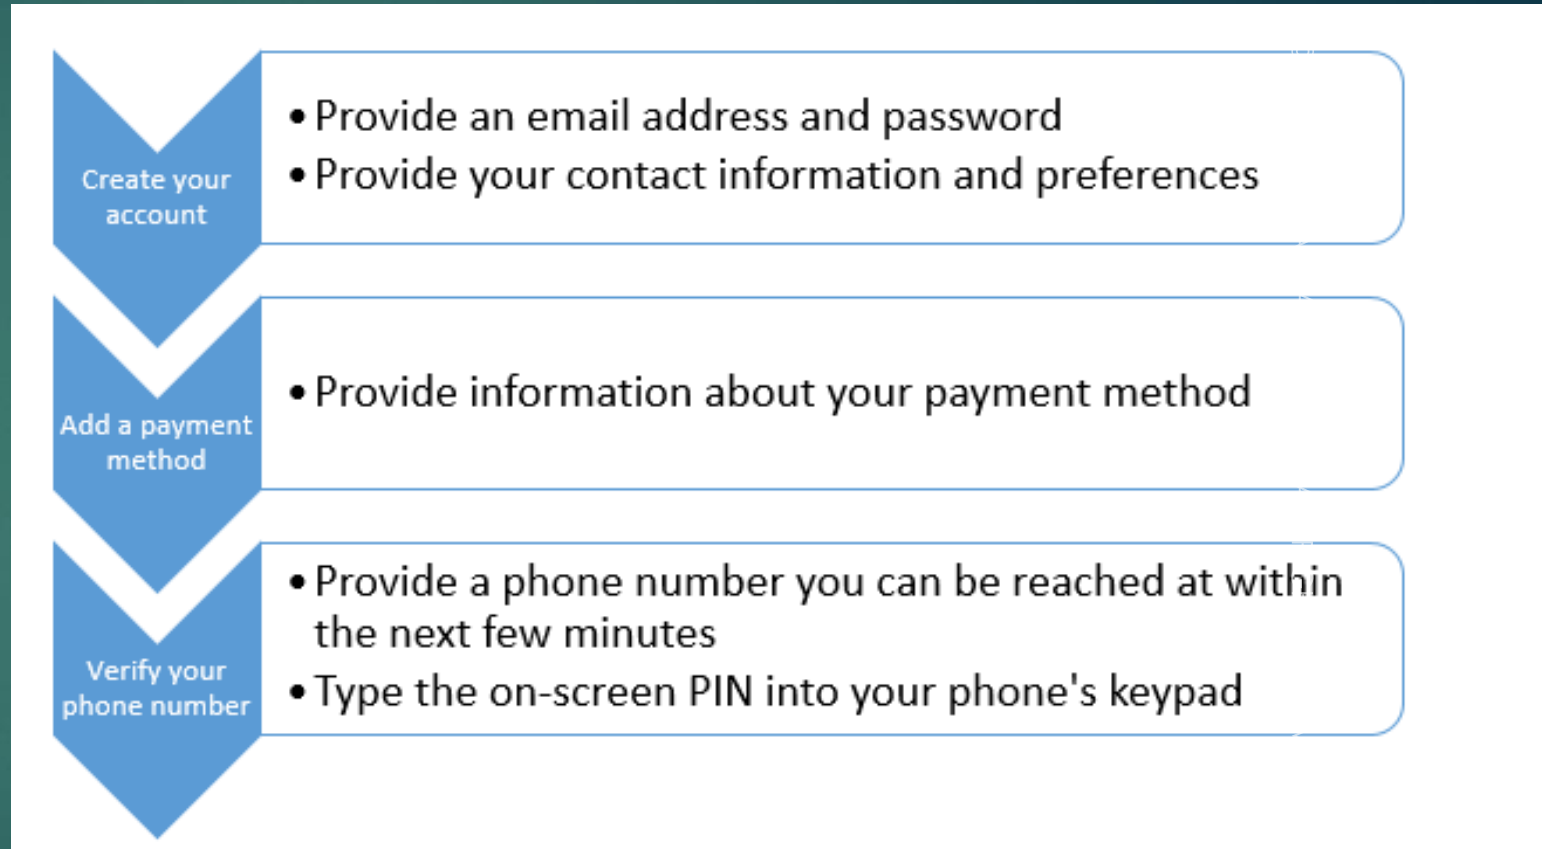 Create your
account
• Provide an email address and password
• Provide your contact information and preferences
Add a payment
method
• Provide information about your payment method
Verify your
phone number
• Provide a phone number you can be reached at within
the next few minutes
• Type the on-screen PIN into your phone's keypad